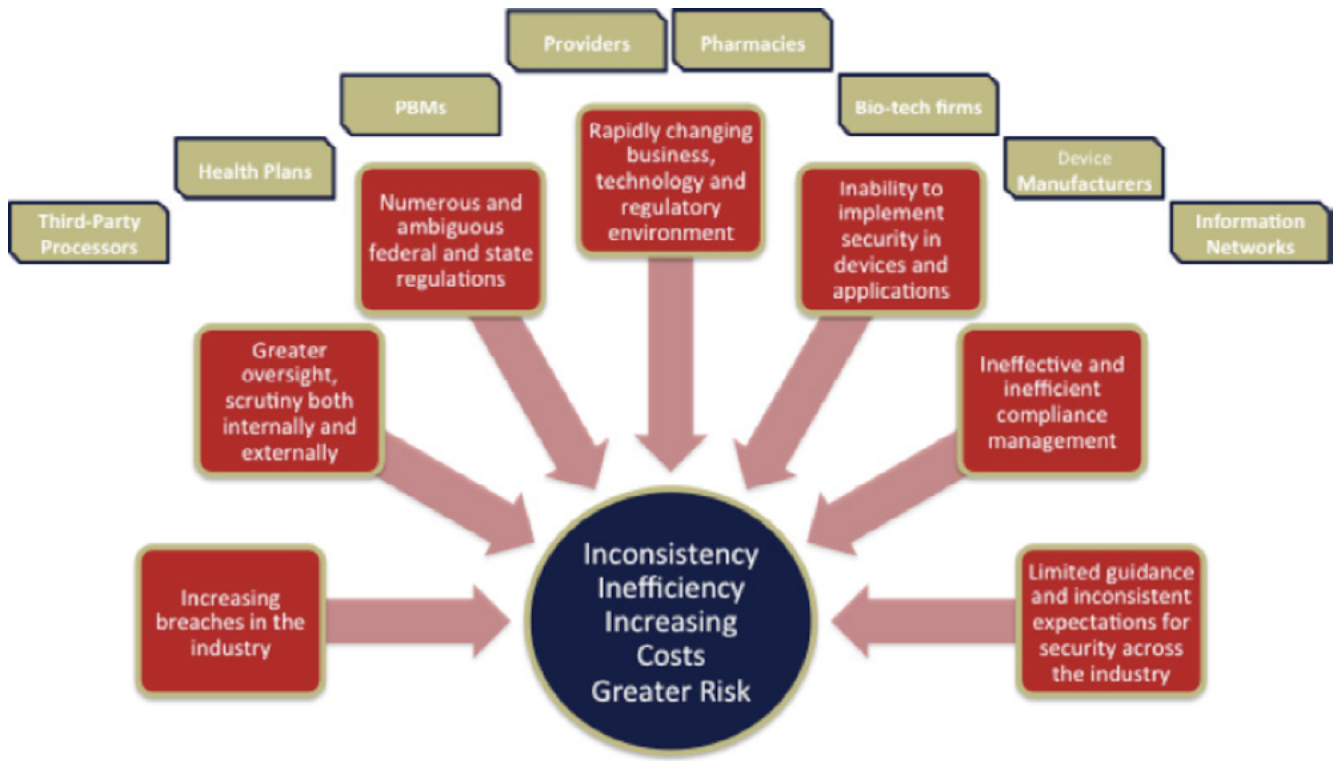 Providers
Pharmacies
PBMs
Bio-tech firms
Health Plans
Device
Manufacturers
Third-Party
Processors
Information
Networks
Rapidly changing
business,
technology and
regulatory
environment
Numerous and
ambiguous
federal and state
regulations
Inability to
implement
security in
devices and
applications
Greater
oversight,
scrutiny both
internally and
externally
Ineffective and
inefficient
compliance
management
Increasing
breaches in the
industry
Inconsistency
Inefficiency
Increasing
Costs
Greater Risk
Limited guidance
and inconsistent
expectations for
security across
the industry